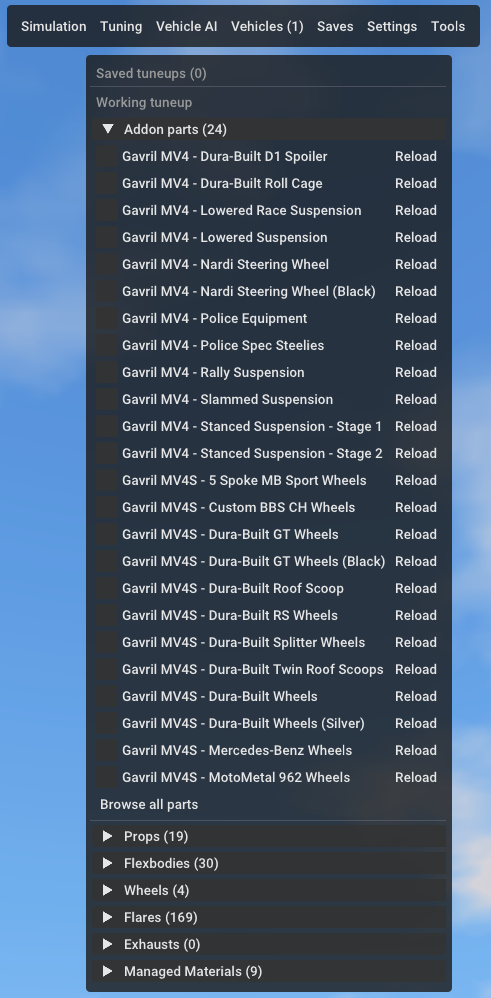 Simulation Tuning Vehicle AI Vehicles (1) Saves Settings Tools
Saved tuneups (0)
Working tuneup
Addon parts (24)
Gavril MV4 - Dura-Built D1 Spoiler Reload
Gavril MV4 - Dura-Built Roll Cage Reload
Gavril MV4 - Lowered Race Suspension Reload
Gavril MV4 - Lowered Suspension Reload
Gavril MV4 - Nardi Steering Wheel Reload
Gavril MV4 - Nardi Steering Wheel (Black) Reload
Gavril MV4 - Police Equipment Reload
Gavril MV4 - Police Spec Steelies Reload
Gavril MV4 - Rally Suspension Reload
Gavril MV4 - Slammed Suspension Reload
Gavril MV4 - Stanced Suspension - Stage 1 Reload
Gavril MV4 - Stanced Suspension - Stage 2 Reload
Gavril MV4S - 5 Spoke MB Sport Wheels Reload
Gavril MV4S - Custom BBS CH Wheels Reload
Gavril MV4S - Dura-Built GT Wheels Reload
Gavril MV4S - Dura-Built GT Wheels (Black) Reload
Gavril MV4S - Dura-Built Roof Scoop Reload
Gavril MV4S - Dura-Built RS Wheels Reload
Gavril MV4S - Dura-Built Splitter Wheels Reload
Gavril MV4S - Dura-Built Twin Roof Scoops Reload
Gavril MV4S - Dura-Built Wheels Reload
Gavril MV4S - Dura-Built Wheels (Silver) Reload
Gavril MV4S - Mercedes-Benz Wheels Reload
Gavril MV4S - MotoMetal 962 Wheels Reload
Browse all parts
Props (19)
Flexbodies (30)
Wheels (4)
Flares (169)
Exhausts (0)
Managed Materials (9)